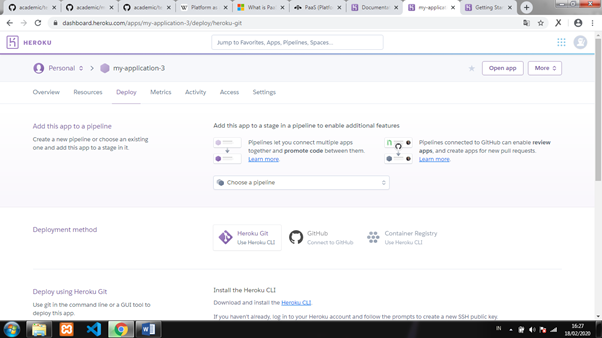 academic/tv
academic/tv
academic/tv
Platform as
What is PaaS
PaaS (Platfor
Documentat
my-applicati
Getting Star
dashboard.heroku.com/apps/my-application-3/deploy/heroku-git
HEROKU
Jump to Favorites, Apps, Pipelines, Spaces...
Personal
my-application-3
Open app
More
Overview
Resources
Deploy
Metrics
Activity
Access
Settings
Add this app to a pipeline
Create a new pipeline or choose an existing
one and add this app to a stage in it.
Add this app to a stage in a pipeline to enable additional features
Pipelines let you connect multiple apps
together and promote code between them.
Learn more.
Pipelines connected to GitHub can enable review
apps, and create apps for new pull requests.
Learn more.
Choose a pipeline
Deployment method
Heroku Git
Use Heroku CLI
GitHub
Connect to GitHub
Container Registry
Use Heroku CLI
Deploy using Heroku Git
Use git in the command line or a GUI tool to
deploy this app.
Install the Heroku CLI
Download and install the Heroku CLI.
If you haven't already, log in to your Heroku account and follow the prompts to create a new SSH public key.
IN
16:27
18/02/2020